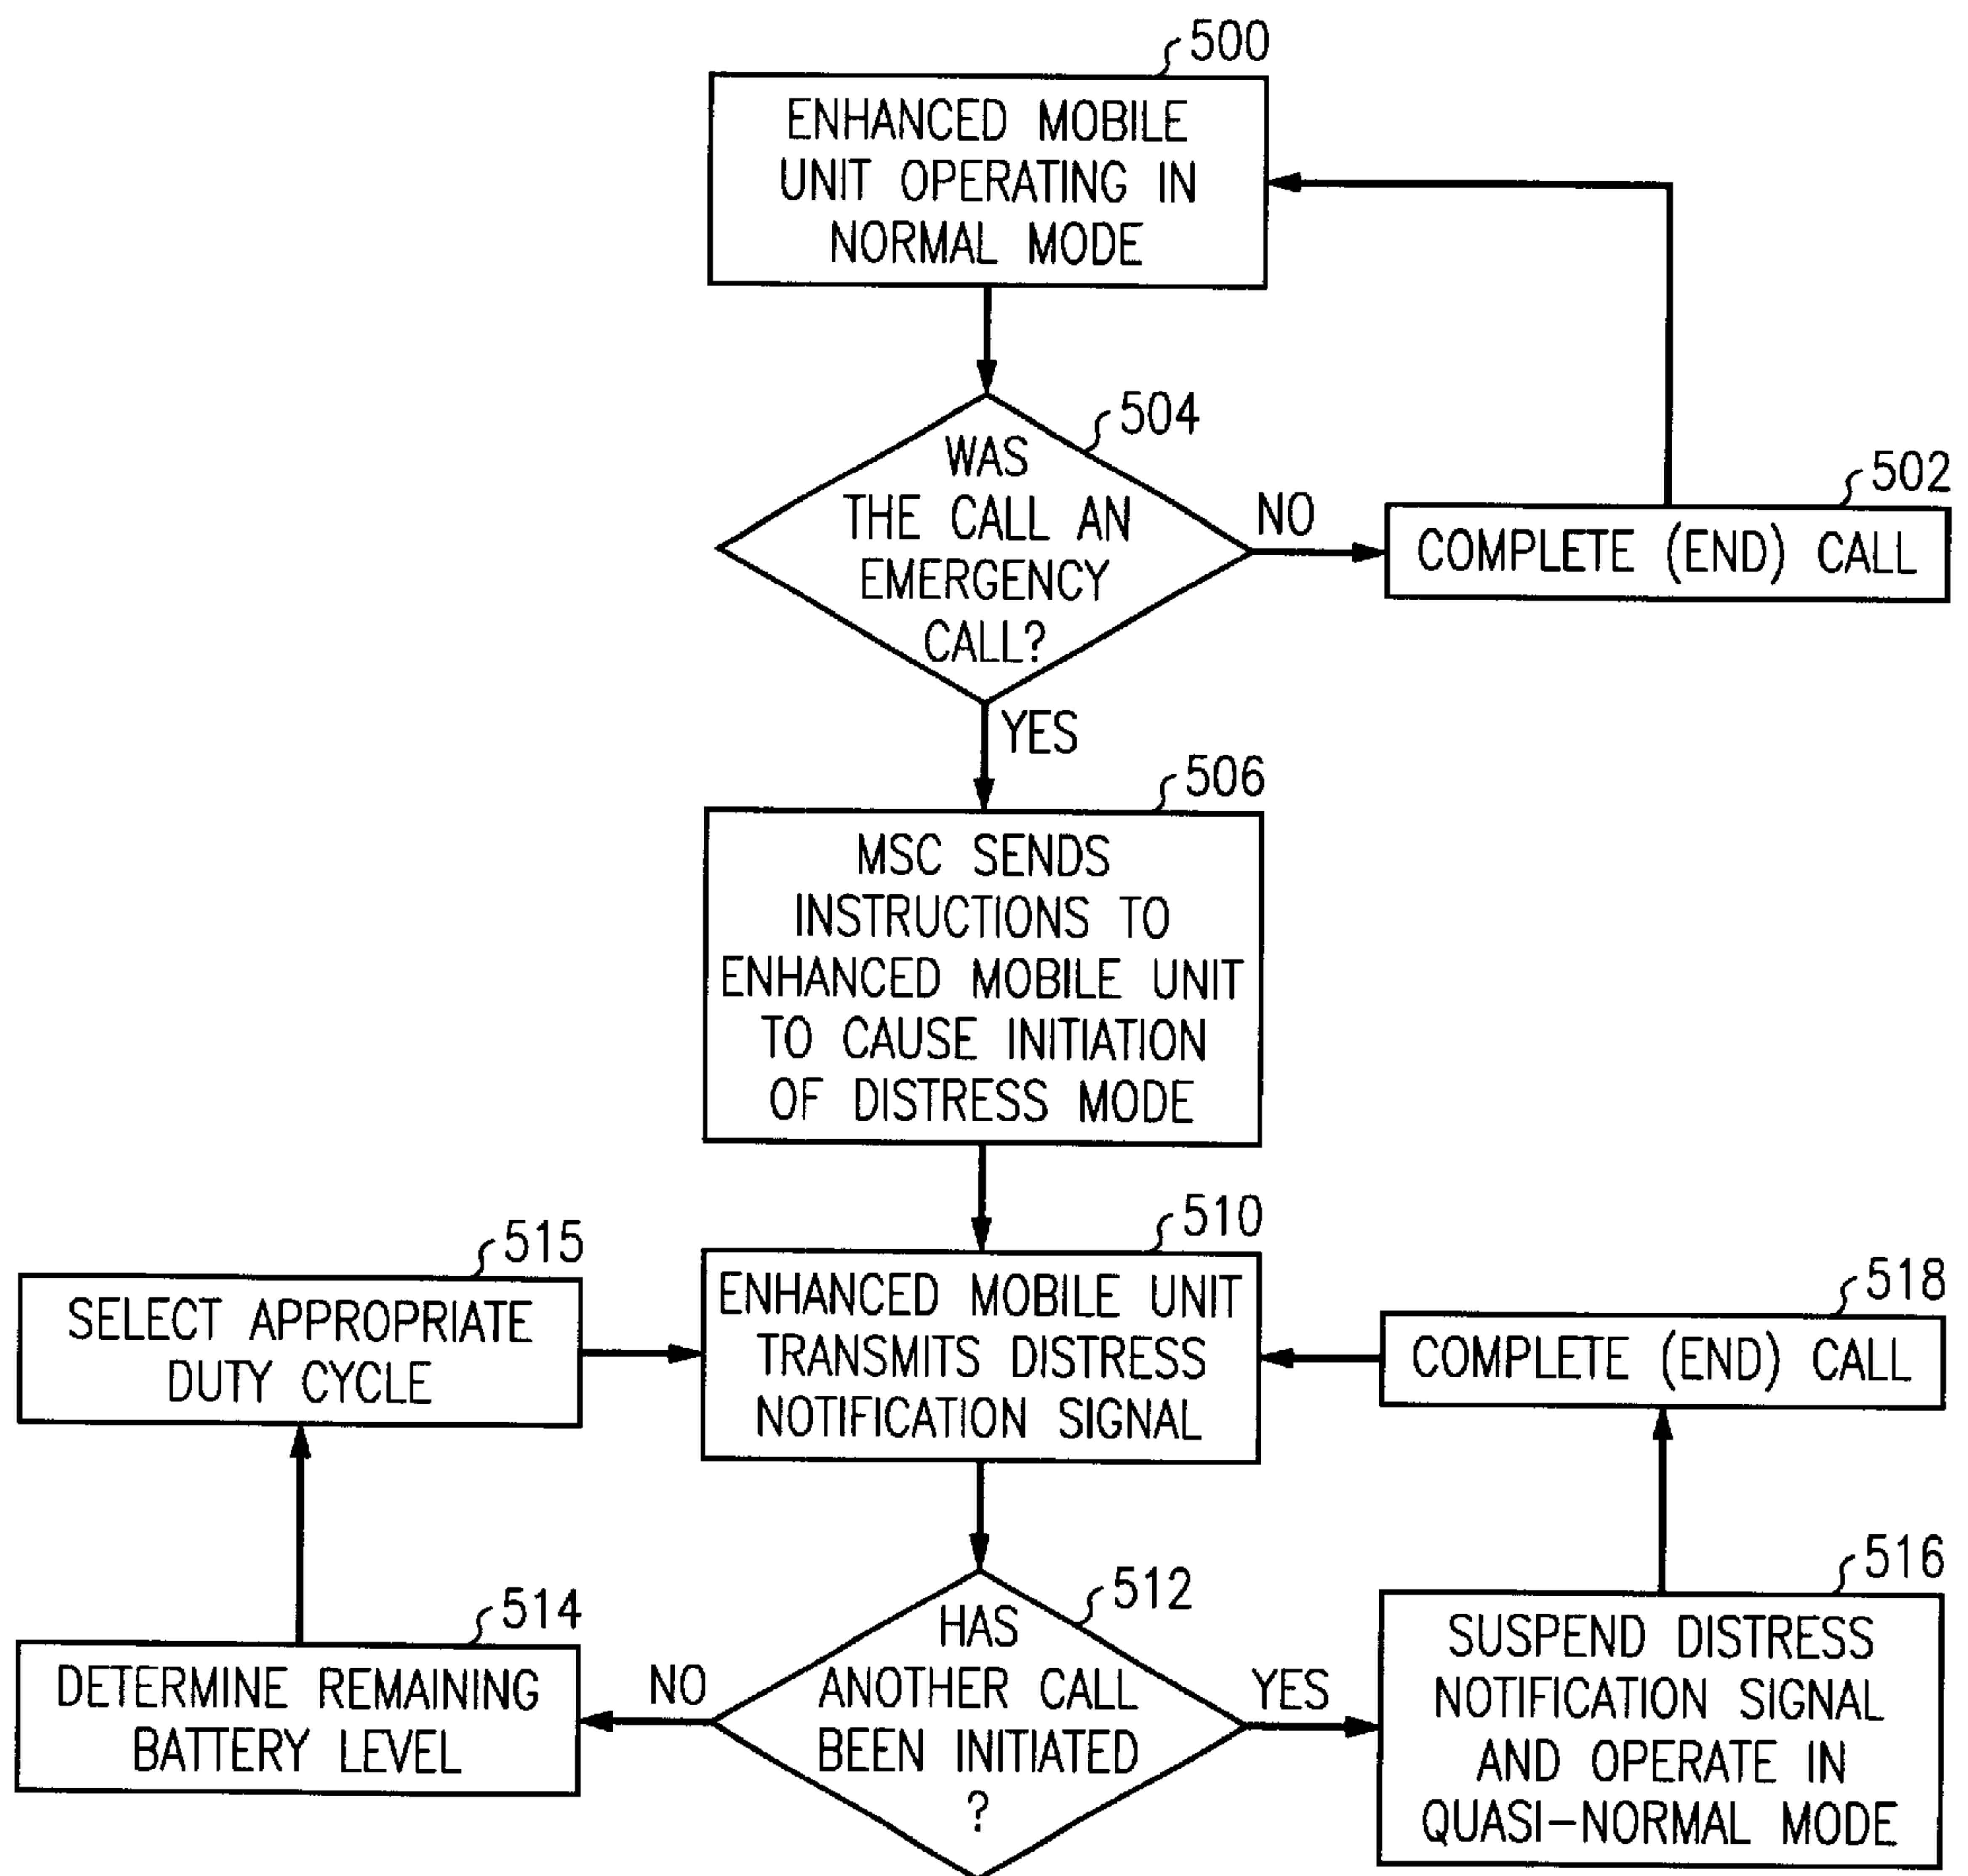 500
ENHANCED MOBILE
UNIT OPERATING IN
NORMAL MODE
504
WAS
THE CALL AN
EMERGENCY
CALL?
NO
502
COMPLETE (END) CALL
YES
506
MSC SENDS
INSTRUCTIONS TO
ENHANCED MOBILE UNIT
TO CAUSE INITIATION
OF DISTRESS MODE
515
SELECT APPROPRIATE
DUTY CYCLE
510
ENHANCED MOBILE UNIT
TRANSMITS DISTRESS
NOTIFICATION SIGNAL
518
COMPLETE (END) CALL
514
DETERMINE REMAINING
BATTERY LEVEL
NO
512
HAS
ANOTHER CALL
BEEN INITIATED
?
YES
516
SUSPEND DISTRESS
NOTIFICATION SIGNAL
AND OPERATE IN
QUASI-NORMAL MODE